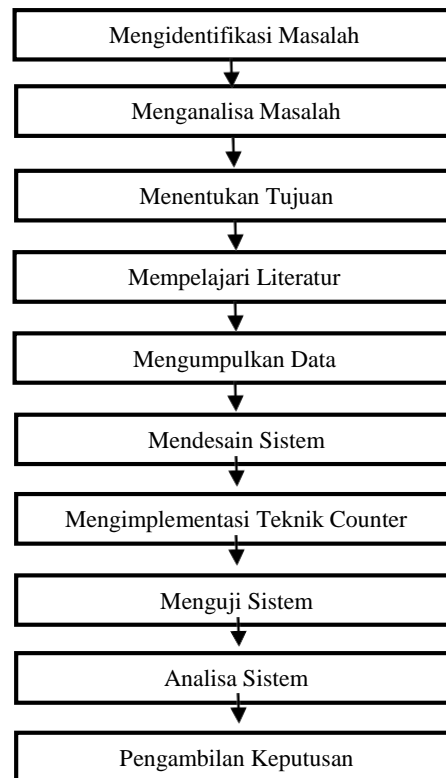 Mengidentifikasi Masalah
Menganalisa Masalah
Menentukan Tujuan
Mempelajari Literatur
Mengumpulkan Data
Mendesain Sistem
Mengimplementasi Teknik Counter
Menguji Sistem
Analisa Sistem
Pengambilan Keputusan